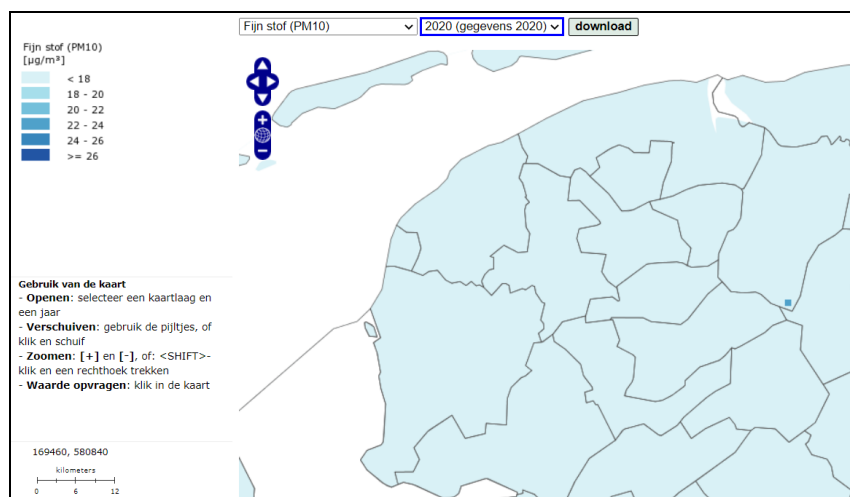 Fijn stof (PM10)
2020 (gegevens 2020)
download
Fijn stof (PM10)
[µg/m³]
< 18
18 - 20
20 - 22
22 - 24
24 - 26
>= 26
Gebruik van de kaart
- Openen: selecteer een kaartlaag en
een jaar
- Verschuiven: gebruik de pijltjes, of
klik en schuif
- Zoomen: [+] en [-], of: <SHIFT>-
klik en een rechthoek trekken
- Waarde opvragen: klik in de kaart
169460, 580840
kilometers
0 6 12